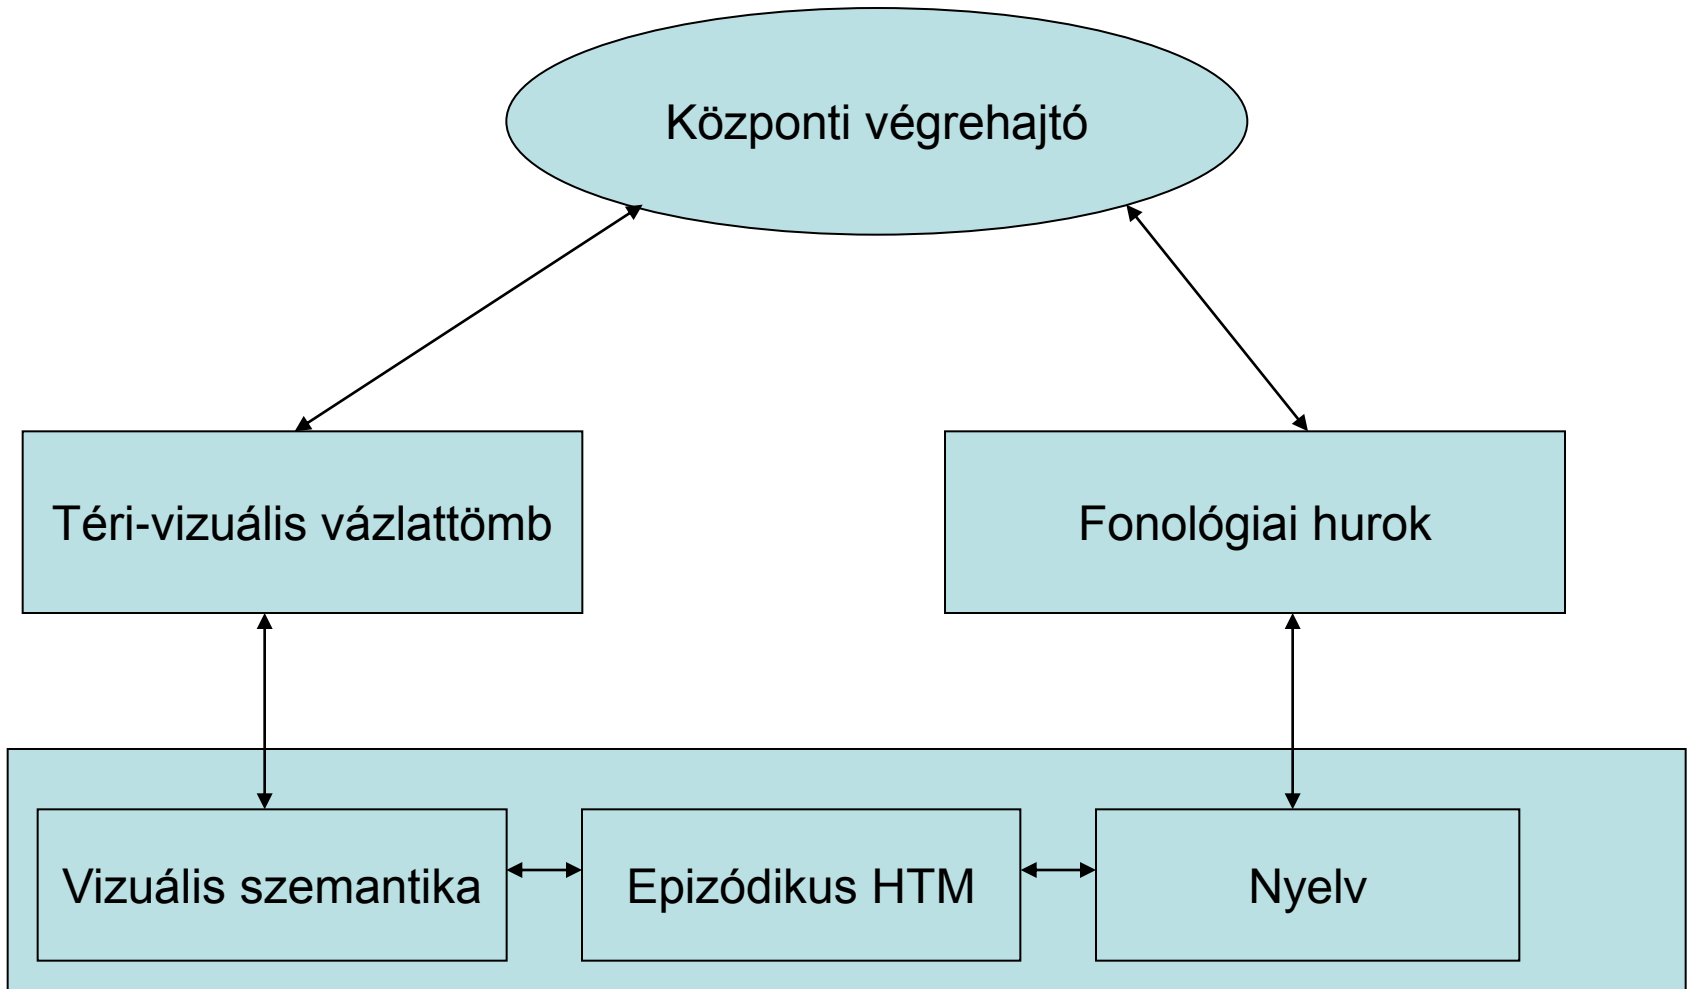 Központi végrehajtó
Téri-vizuális vázlattömb
Fonológiai hurok
Vizuális szemantika
Epizódikus HTM
Nyelv